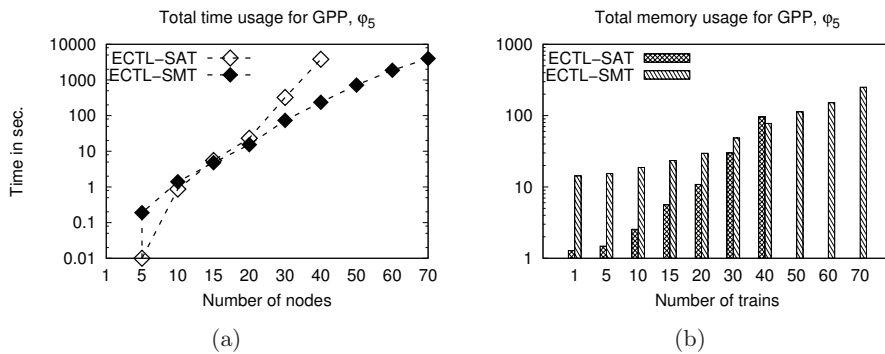 Total time usage for GPP, φ5
10000
1000
100
10
1
0.1
0.01
Time in sec.
ECTL-SAT
ECTL-SMT
1 5 10 15 20 30 40 50 60 70
Number of nodes
(a)
Total memory usage for GPP, φ5
1000
100
10
1
ECTL-SAT
ECTL-SMT
1 5 10 15 20 30 40 50 60 70
Number of trains
(b)